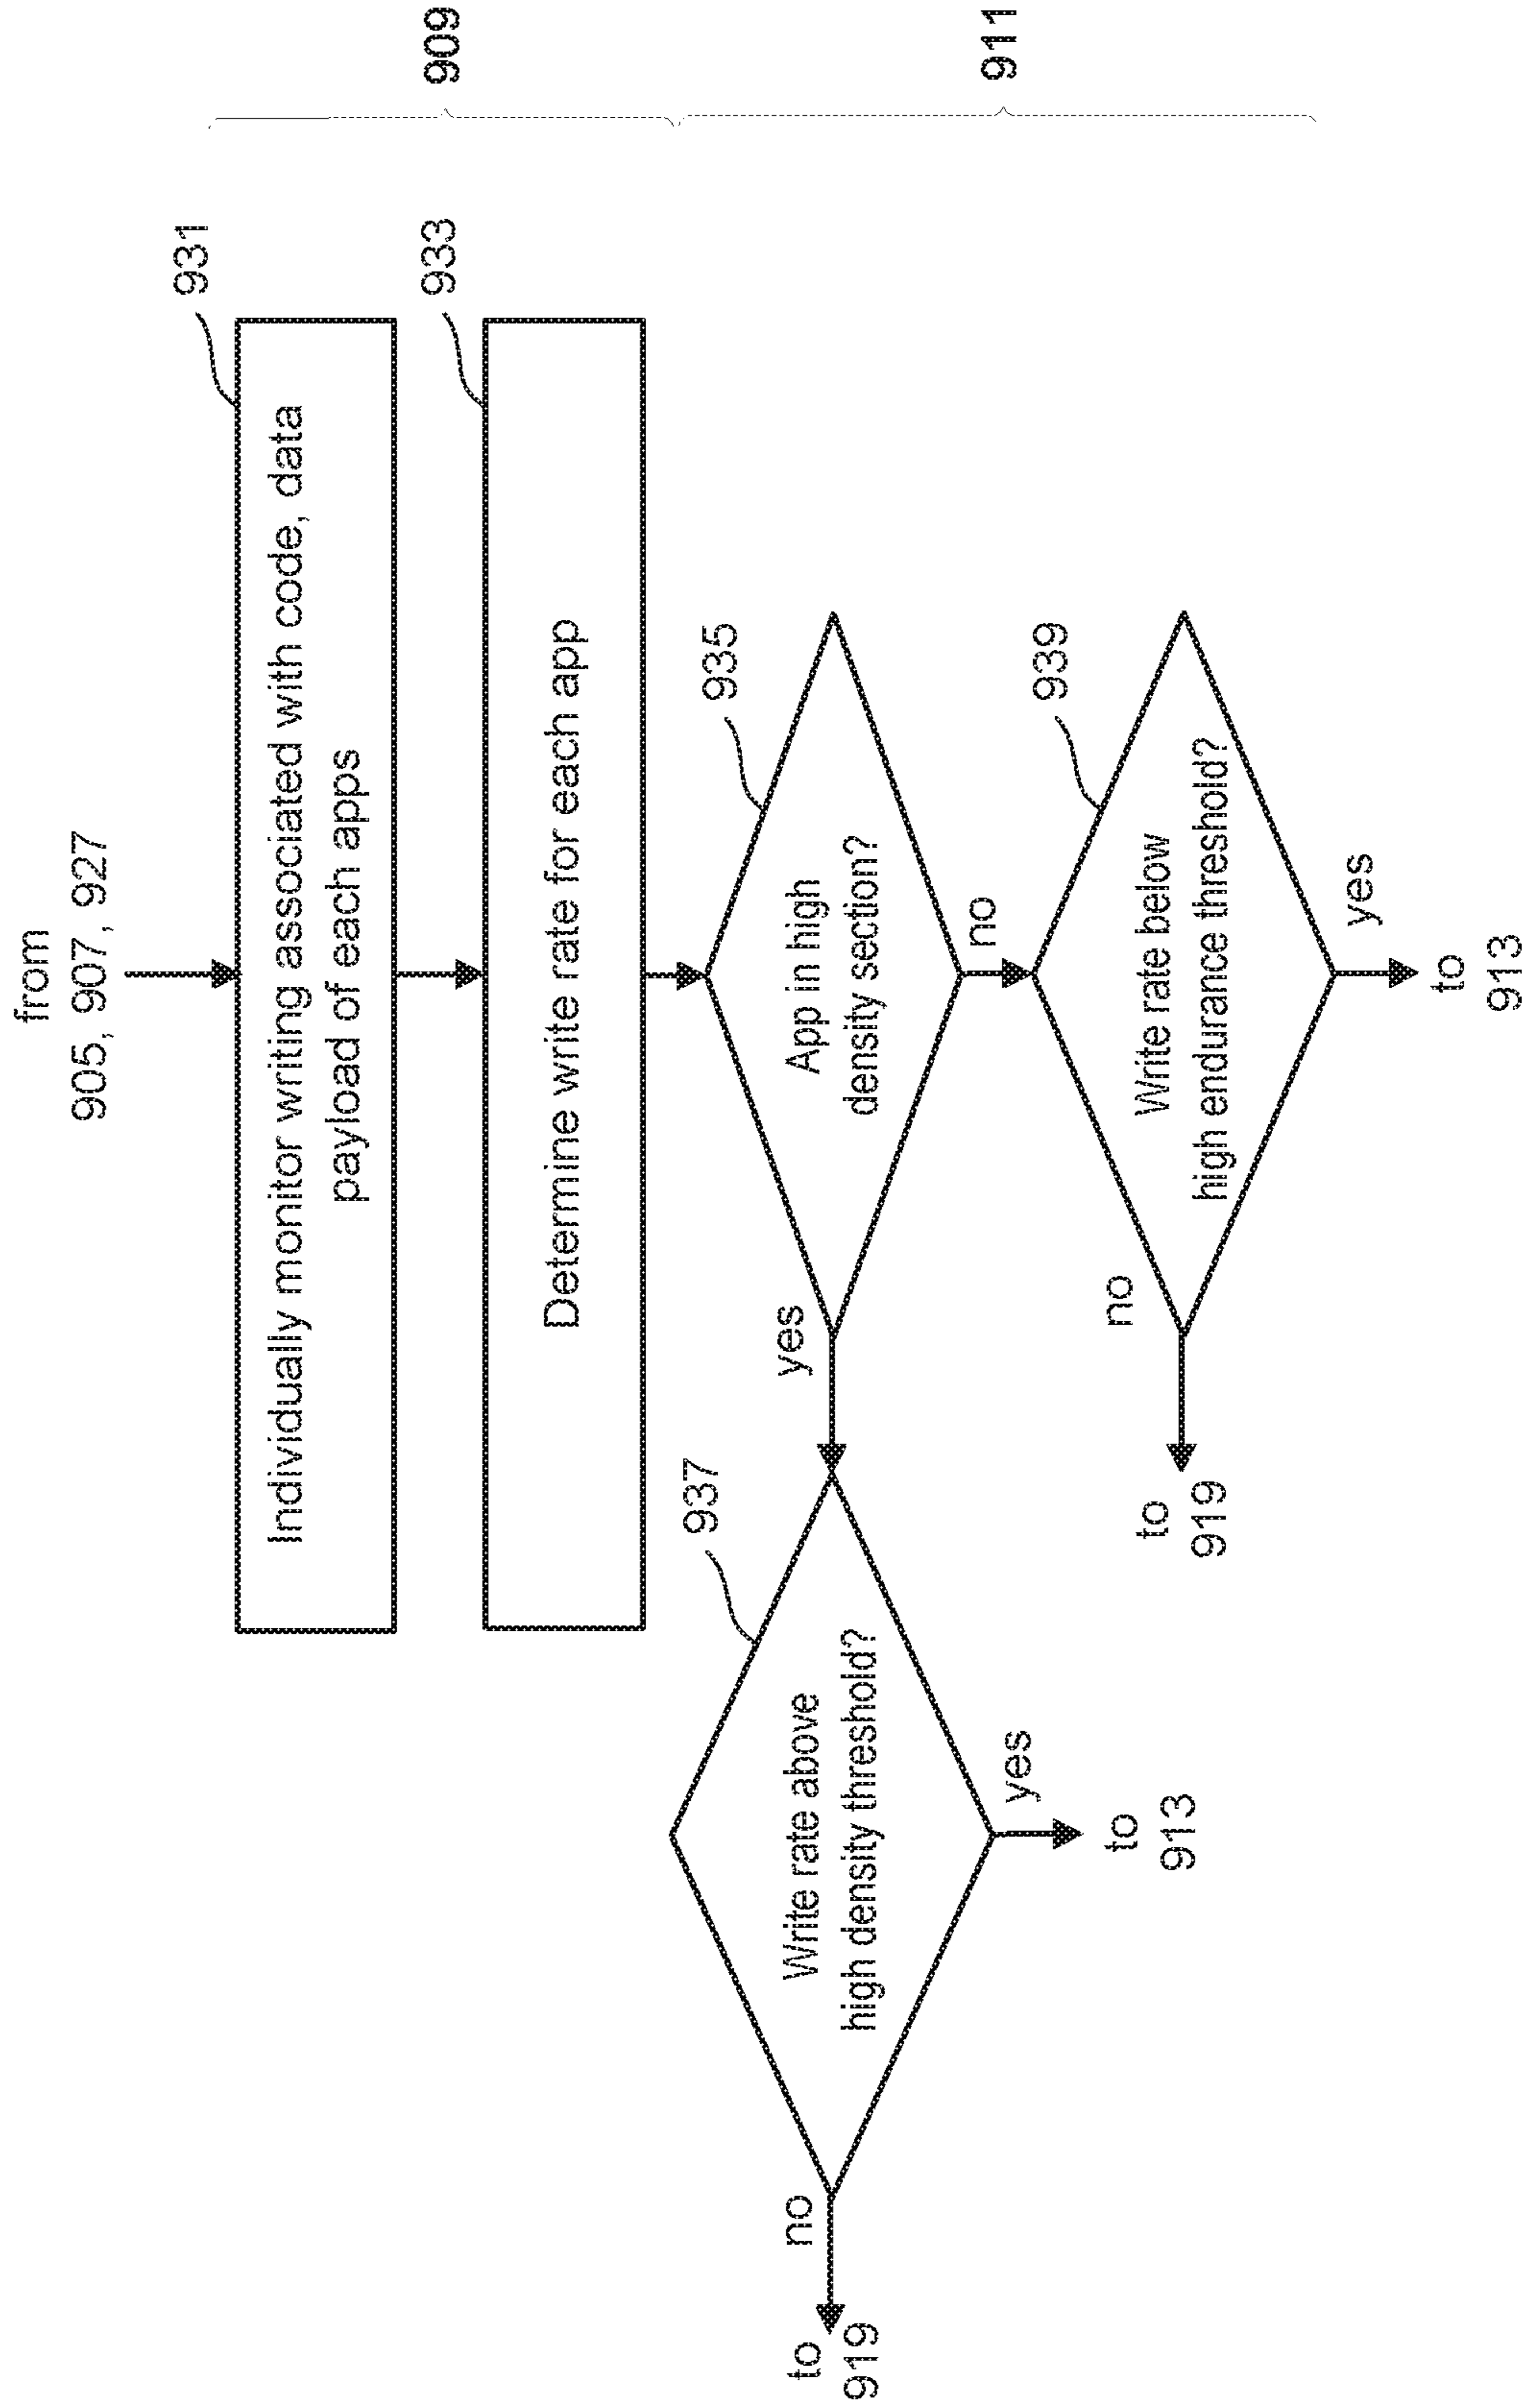 from
905, 907, 927
931
Individually monitor writing associated with code, data
payload of each apps
909
933
Determine write rate for each app
935
App in high
density section?
yes
no
937
Write rate above
high density threshold?
no
to
919
yes
to
913
939
Write rate below
high endurance threshold?
no
to
919
yes
to
913
911